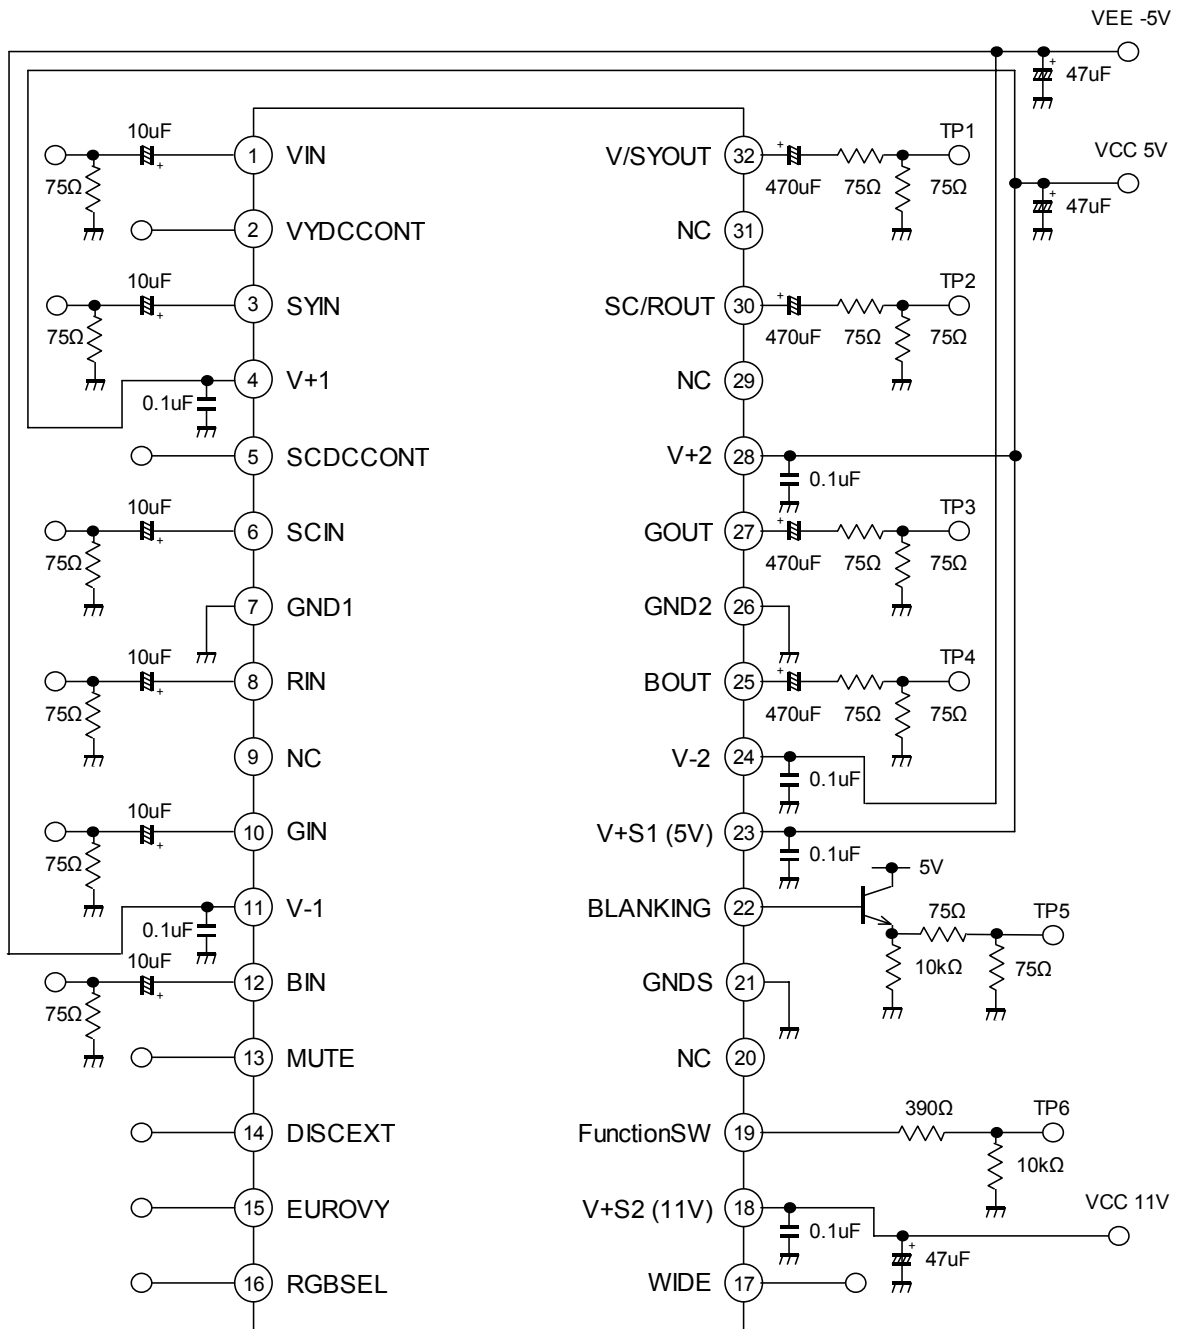 VEE -5V
+
47uF
10uF
+
75Ω
1
VIN
V/SYOUT
32
+
470uF
75Ω
TP1
75Ω
VCC 5V
+
47uF
2
VYDCCONT
NC
31
10uF
+
75Ω
3
SYIN
SC/ROUT
30
+
470uF
75Ω
TP2
75Ω
0.1uF
4
V+1
NC
29
5
SCDCCONT
V+2
28
0.1uF
10uF
+
75Ω
6
SCIN
GOUT
27
+
470uF
75Ω
TP3
75Ω
7
GND1
GND2
26
10uF
+
75Ω
8
RIN
BOUT
25
+
470uF
75Ω
TP4
75Ω
9
NC
V-2
24
0.1uF
10uF
+
75Ω
10
GIN
V+S1 (5V)
23
0.1uF
0.1uF
11
V-1
BLANKING
22
5V
75Ω
TP5
10kΩ
75Ω
10uF
+
75Ω
12
BIN
GNDS
21
13
MUTE
NC
20
14
DISCEXT
FunctionSW
19
390Ω
TP6
10kΩ
15
EUROVY
V+S2 (11V)
18
0.1uF
+
47uF
VCC 11V
16
RGBSEL
WIDE
17